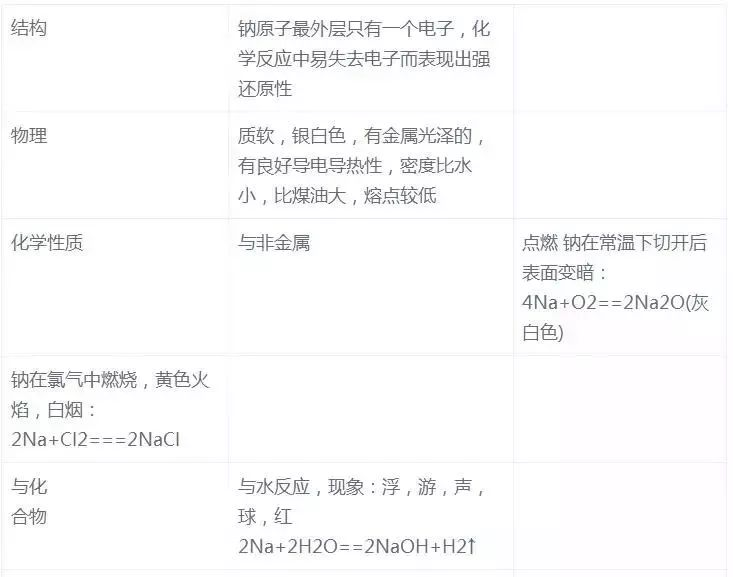 结构
钠原子最外层只有一个电子，化
学反应中易失去电子而表现出强
还原性
物理
质软，银白色，有金属光泽的，
有良好导电导热性，密度比水
小，比煤油大，熔点较低
化学性质
与非金属
点燃 钠在常温下切开后
表面变暗：
4Na+O2==2Na2O(灰
白色)
钠在氯气中燃烧，黄色火
焰，白烟：
2Na+Cl2===2NaCl
与化
合物
与水反应，现象：浮，游，声，
球，红
2Na+2H2O==2NaOH+H2↑